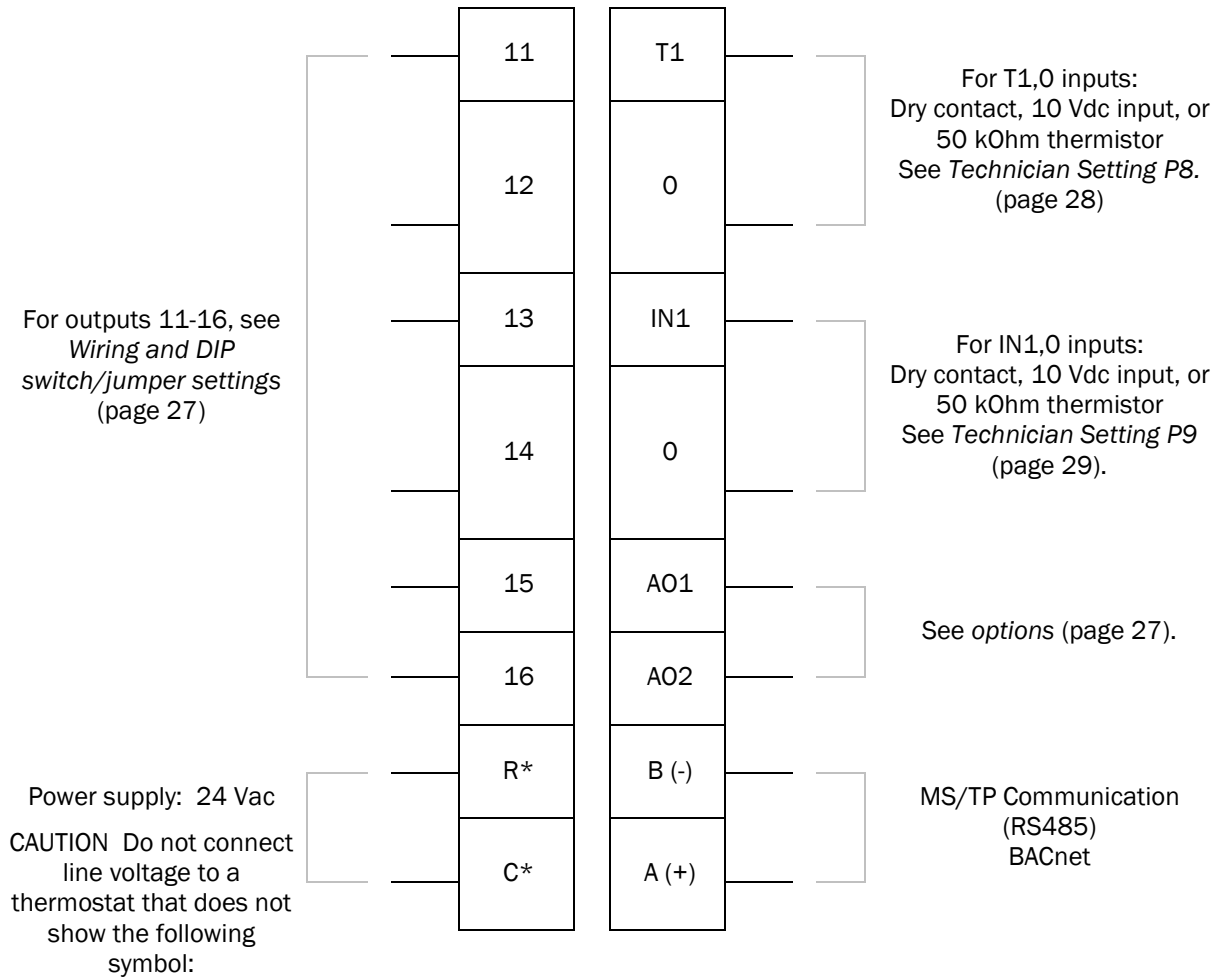 11
T1
For T1,0 inputs:
Dry contact, 10 Vdc input, or
50 kOhm thermistor
See Technician Setting P8.
(page 28)
12
0
For outputs 11-16, see
Wiring and DIP
switch/jumper settings
(page 27)
13
IN1
For IN1,0 inputs:
Dry contact, 10 Vdc input, or
50 kOhm thermistor
See Technician Setting P9
(page 29).
14
0
15
AO1
See options (page 27).
16
AO2
Power supply:  24 Vac
CAUTION  Do not connect
line voltage to a
thermostat that does not
show the following
symbol:
R*
B (-)
MS/TP Communication
(RS485)
BACnet
C*
A (+)